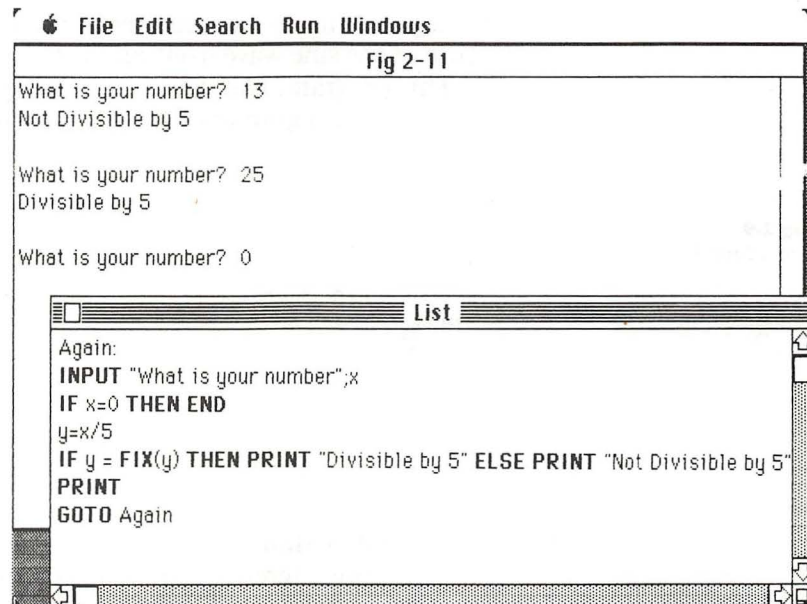 File Edit Search Run Windows
Fig 2-11
What is your number? 13
Not Divisible by 5
What is your number? 25
Divisible by 5
What is your number? 0
List
Again:
INPUT "What is your number";x
IF x=0 THEN END
y=x/5
IF y = FIX(y) THEN PRINT "Divisible by 5" ELSE PRINT "Not Divisible by 5"
PRINT
GOTO Again